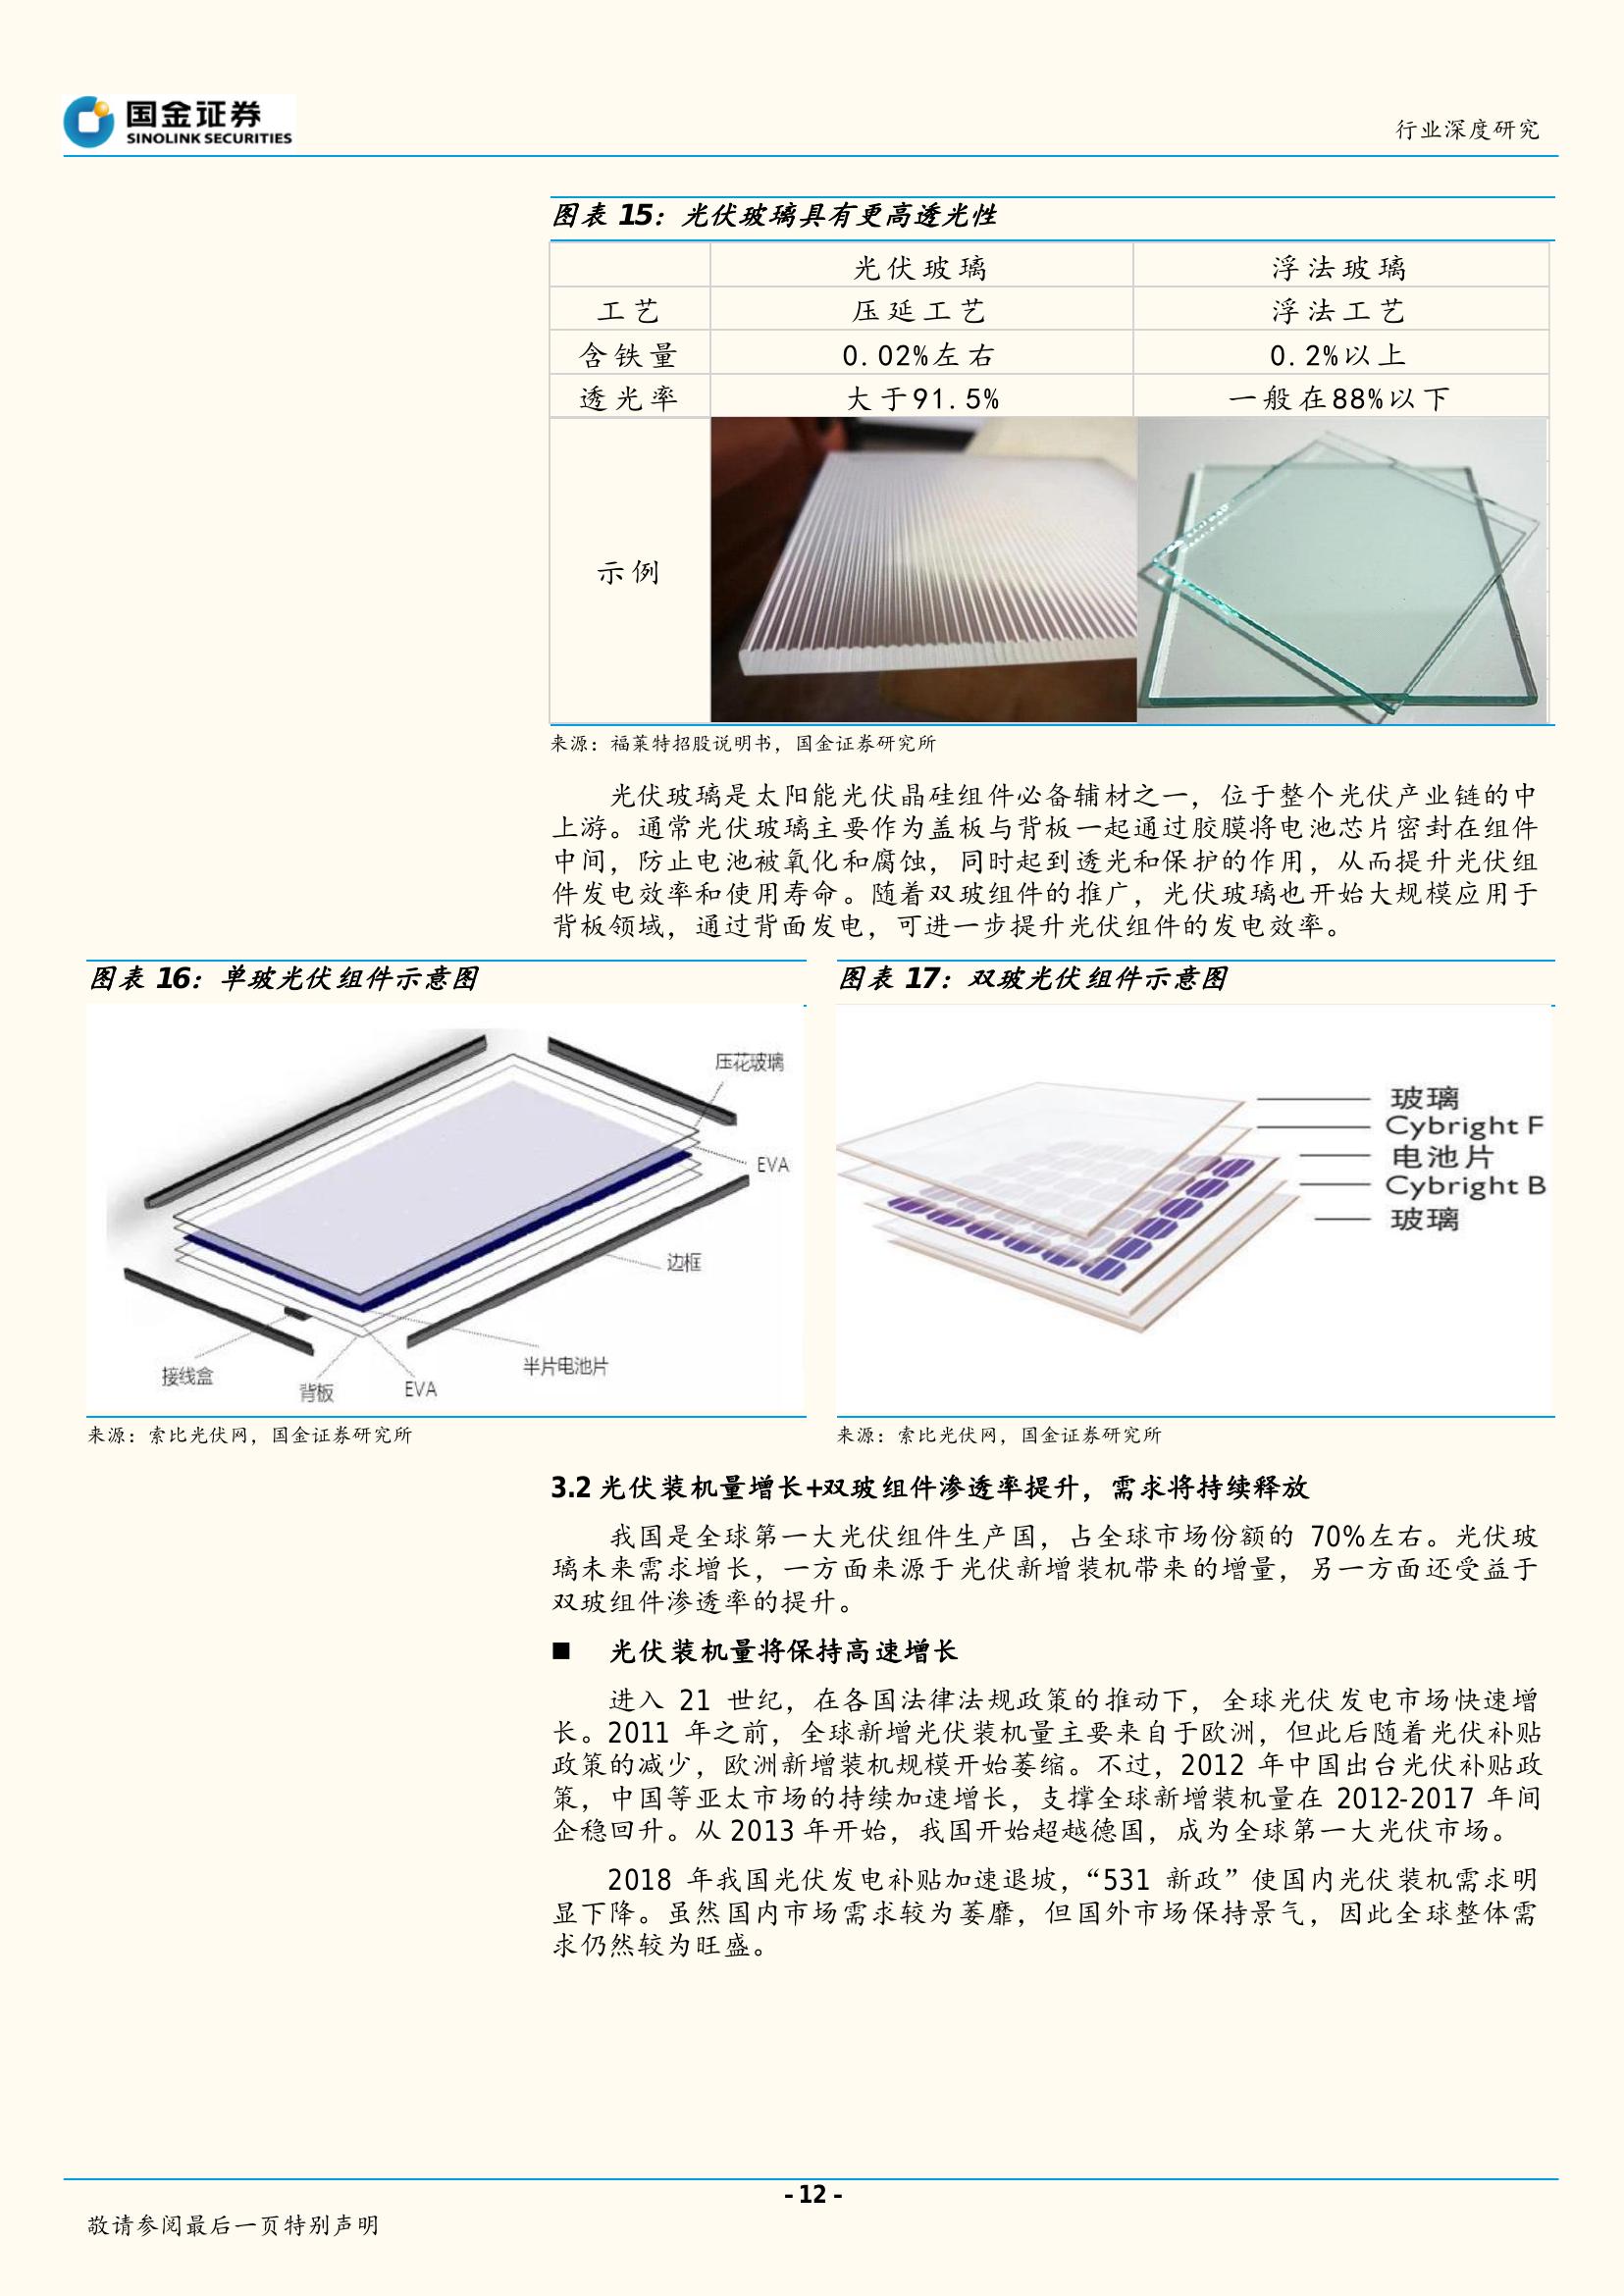 国金证券
SINOLINK SECURITIES
行业深度研究
图表 15：光伏玻璃具有更高透光性
光伏玻璃 浮法玻璃
工艺 压延工艺 浮法工艺
含铁量 0.02%左右 0.2%以上
透光率 大于91.5% 一般在88%以下
示例
来源：福莱特招股说明书，国金证券研究所
光伏玻璃是太阳能光伏晶硅组件必备辅材之一，位于整个光伏产业链的中
上游。通常光伏玻璃主要作为盖板与背板一起通过胶膜将电池芯片密封在组件
中间，防止电池被氧化和腐蚀，同时起到透光和保护的作用，从而提升光伏组
件发电效率和使用寿命。随着双玻组件的推广，光伏玻璃也开始大规模应用于
背板领域，通过背面发电，可进一步提升光伏组件的发电效率。
图表 16：单玻光伏组件示意图
压花玻璃
EVA
边框
半片电池片
接线盒
背板
EVA
来源：索比光伏网，国金证券研究所
图表 17：双玻光伏组件示意图
玻璃
Cybright F
电池片
Cybright B
玻璃
来源：索比光伏网，国金证券研究所
3.2 光伏装机量增长+双玻组件渗透率提升，需求将持续释放
我国是全球第一大光伏组件生产国，占全球市场份额的 70%左右。光伏玻
璃未来需求增长，一方面来源于光伏新增装机带来的增量，另一方面还受益于
双玻组件渗透率的提升。
■ 光伏装机量将保持高速增长
进入 21 世纪，在各国法律法规政策的推动下，全球光伏发电市场快速增
长。2011 年之前，全球新增光伏装机量主要来自于欧洲，但此后随着光伏补贴
政策的减少，欧洲新增装机规模开始萎缩。不过，2012 年中国出台光伏补贴政
策，中国等亚太市场的持续加速增长，支撑全球新增装机量在 2012-2017 年间
企稳回升。从 2013 年开始，我国开始超越德国，成为全球第一大光伏市场。
2018 年我国光伏发电补贴加速退坡，“531 新政”使国内光伏装机需求明
显下降。虽然国内市场需求较为萎靡，但国外市场保持景气，因此全球整体需
求仍然较为旺盛。
- 12 -
敬请参阅最后一页特别声明